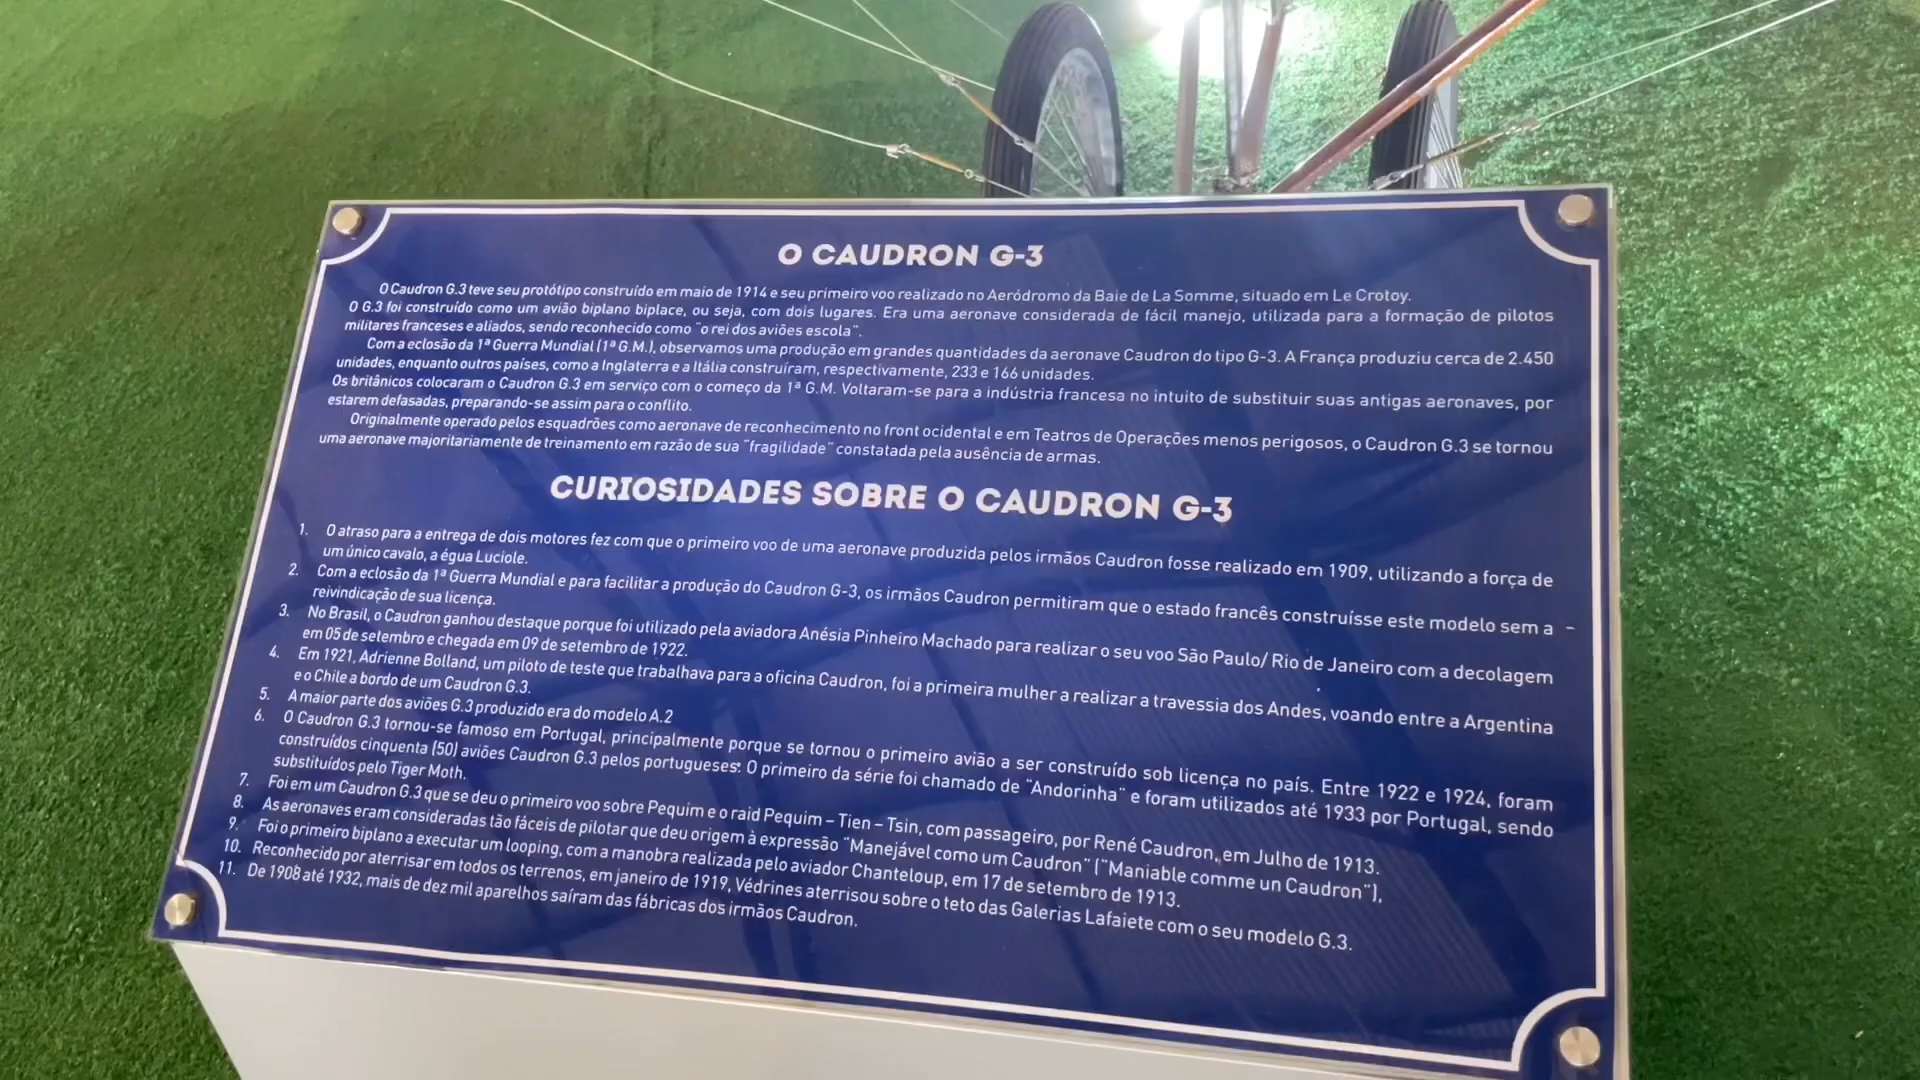 O CAUDRON G-3
O Caudron G.3 teve seu protótipo construído em maio de 1914 e seu primeiro voo realizado no Aeródromo da Baie de La Somme, situado em Le Crotoy.
O G.3 foi construído como um avião biplano biplace, ou seja, com dois lugares. Era uma aeronave considerada de fácil manejo, utilizada para a formação de pilotos
militares franceses e aliados, sendo reconhecido como "o rei dos aviões escola".
Com a eclosão da 1ª Guerra Mundial (1ª G.M.), observamos uma produção em grandes quantidades da aeronave Caudron do tipo G-3. A França produziu cerca de 2.450
unidades, enquanto outros países, como a Inglaterra e a Itália construíram, respectivamente, 233 e 166 unidades.
Os britânicos colocaram o Caudron G.3 em serviço com o começo da 1ª G.M. Voltaram-se para a indústria francesa no intuito de substituir suas antigas aeronaves, por
estarem defasadas, preparando-se assim para o conflito.
Originalmente operado pelos esquadrões como aeronave de reconhecimento no front ocidental e em Teatros de Operações menos perigosos, o Caudron G.3 se tornou
uma aeronave majoritariamente de treinamento em razão de sua "fragilidade" constatada pela ausência de armas.
CURIOSIDADES SOBRE O CAUDRON G-3
1. O atraso para a entrega de dois motores fez com que o primeiro voo de uma aeronave produzida pelos irmãos Caudron fosse realizado em 1909, utilizando a força de
um único cavalo, a égua Luciole.
2. Com a eclosão da 1ª Guerra Mundial e para facilitar a produção do Caudron G-3, os irmãos Caudron permitiram que o estado francês construísse este modelo sem a
reivindicação de sua licença.
3. No Brasil, o Caudron ganhou destaque porque foi utilizado pela aviadora Anésia Pinheiro Machado para realizar o seu voo São Paulo/ Rio de Janeiro com a decolagem
em 05 de setembro e chegada em 09 de setembro de 1922.
4. Em 1921, Adrienne Bolland, um piloto de teste que trabalhava para a oficina Caudron, foi a primeira mulher a realizar a travessia dos Andes, voando entre a Argentina
e o Chile a bordo de um Caudron G.3.
5. A maior parte dos aviões G.3 produzido era do modelo A.2
6. O Caudron G.3 tornou-se famoso em Portugal, principalmente porque se tornou o primeiro avião a ser construído sob licença no país. Entre 1922 e 1924, foram
construídos cinquenta (50) aviões Caudron G.3 pelos portugueses. O primeiro da série foi chamado de "Andorinha" e foram utilizados até 1933 por Portugal, sendo
substituídos pelo Tiger Moth.
7. Foi em um Caudron G.3 que se deu o primeiro voo sobre Pequim e o raid Pequim – Tien – Tsin, com passageiro, por René Caudron, em Julho de 1913.
8. As aeronaves eram consideradas tão fáceis de pilotar que deu origem à expressão "Manejável como um Caudron" ("Maniable comme un Caudron"),
9. Foi o primeiro biplano a executar um looping, com a manobra realizada pelo aviador Chanteloup, em 17 de setembro de 1913.
10. Reconhecido por aterrisar em todos os terrenos, em janeiro de 1919, Védrines aterrisou sobre o teto das Galerias Lafaiete com o seu modelo G.3.
11. De 1908 até 1932, mais de dez mil aparelhos saíram das fábricas dos irmãos Caudron.